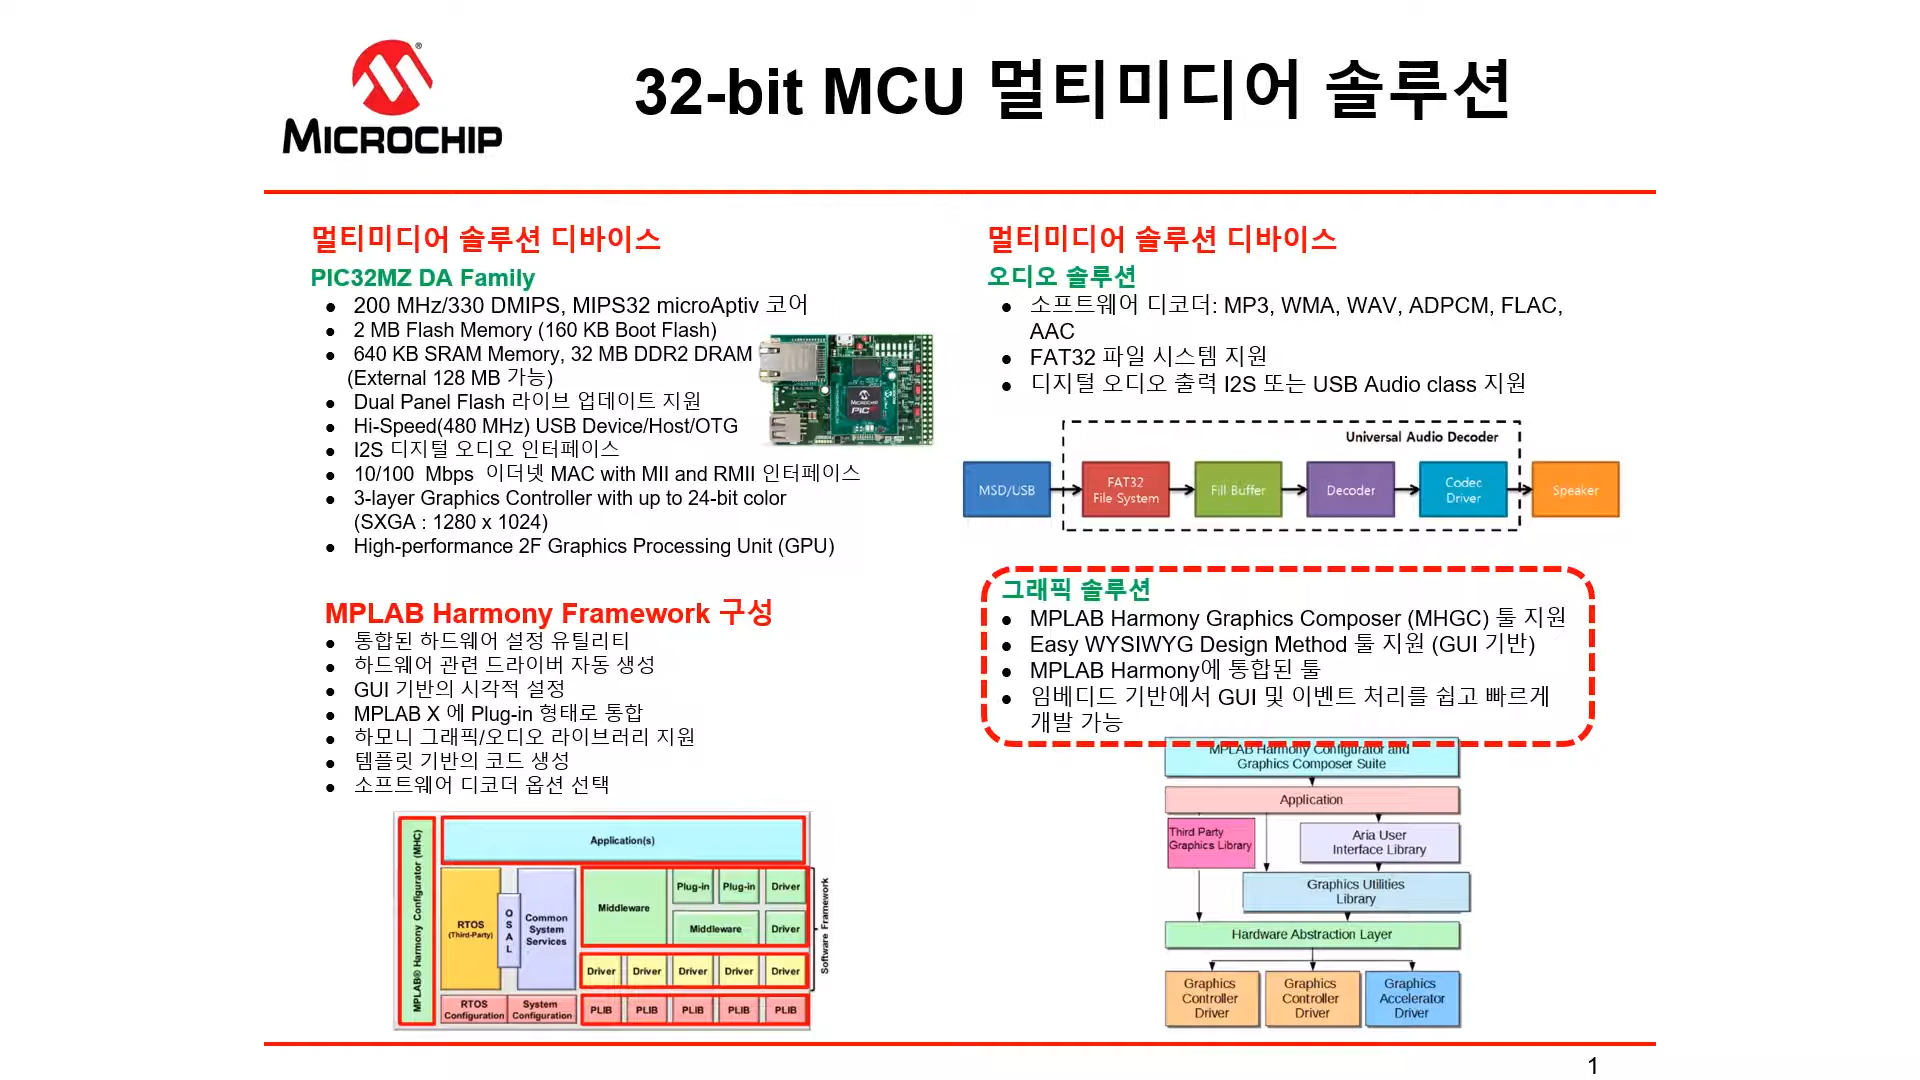 MICROCHIP
32-bit MCU 멀티미디어 솔루션
멀티미디어 솔루션 디바이스
PIC32MZ DA Family
● 200 MHz/330 DMIPS, MIPS32 microAptiv 코어
● 2 MB Flash Memory (160 KB Boot Flash)
● 640 KB SRAM Memory, 32 MB DDR2 DRAM
(External 128 MB 가능)
● Dual Panel Flash 라이브 업데이트 지원
● Hi-Speed(480 MHz) USB Device/Host/OTG
● I2S 디지털 오디오 인터페이스
● 10/100 Mbps 이더넷 MAC with MII and RMII 인터페이스
● 3-layer Graphics Controller with up to 24-bit color
(SXGA : 1280 x 1024)
● High-performance 2F Graphics Processing Unit (GPU)
MICROCHIP
PIC
MPLAB Harmony Framework 구성
● 통합된 하드웨어 설정 유틸리티
● 하드웨어 관련 드라이버 자동 생성
● GUI 기반의 시각적 설정
● MPLAB X 에 Plug-in 형태로 통합
● 하모니 그래픽/오디오 라이브러리 지원
● 템플릿 기반의 코드 생성
● 소프트웨어 디코더 옵션 선택
MPLAB® Harmony Configurator (MHC)
Application(s)
RTOS
(Third-Party)
OSAL
Common
System
Services
Middleware
Plug-in Plug-in Driver
Middleware Driver
Driver Driver Driver Driver Driver
RTOS
Configuration
System
Configuration
PLIB PLIB PLIB PLIB PLIB
Software Framework
멀티미디어 솔루션 디바이스
오디오 솔루션
● 소프트웨어 디코더: MP3, WMA, WAV, ADPCM, FLAC,
AAC
● FAT32 파일 시스템 지원
● 디지털 오디오 출력 I2S 또는 USB Audio class 지원
Universal Audio Decoder
MSD/USB
FAT32
File System
Fill Buffer
Decoder
Codec
Driver
Speaker
그래픽 솔루션
● MPLAB Harmony Graphics Composer (MHGC) 툴 지원
● Easy WYSIWYG Design Method 툴 지원 (GUI 기반)
● MPLAB Harmony에 통합된 툴
● 임베디드 기반에서 GUI 및 이벤트 처리를 쉽고 빠르게
개발 가능
MPLAB Harmony Configurator and
Graphics Composer Suite
Application
Third Party
Graphics Library
Aria User
Interface Library
Graphics Utilities
Library
Hardware Abstraction Layer
Graphics
Controller
Driver
Graphics
Controller
Driver
Graphics
Accelerator
Driver
1